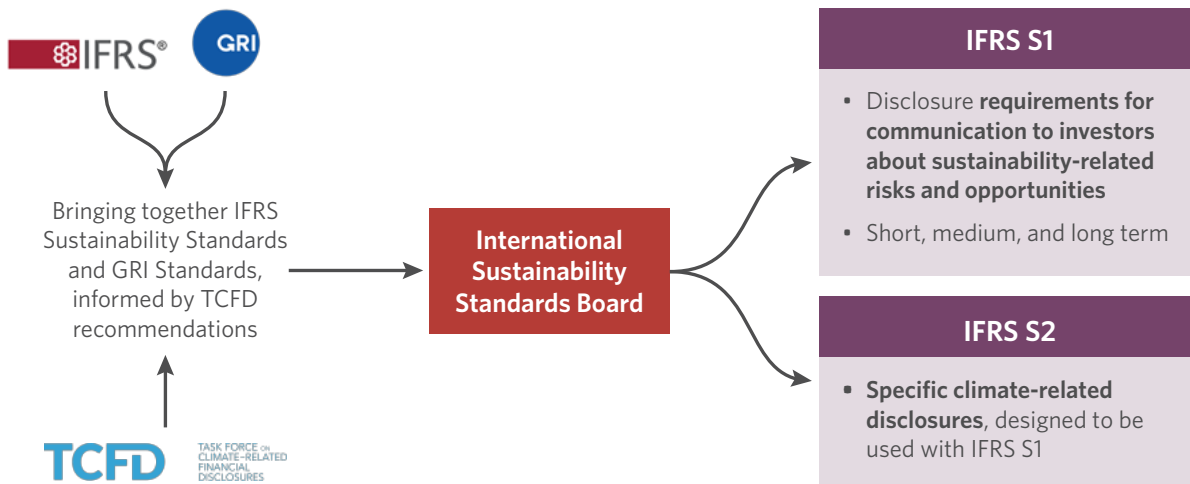 IFRS®
GRI
Bringing together IFRS
Sustainability Standards
and GRI Standards,
informed by TCFD
recommendations
TCFD
TASK FORCE ON
CLIMATE-RELATED
FINANCIAL
DISCLOSURES
International
Sustainability
Standards Board
IFRS S1
• Disclosure requirements for
communication to investors
about sustainability-related
risks and opportunities
• Short, medium, and long term
IFRS S2
• Specific climate-related
disclosures, designed to be
used with IFRS S1